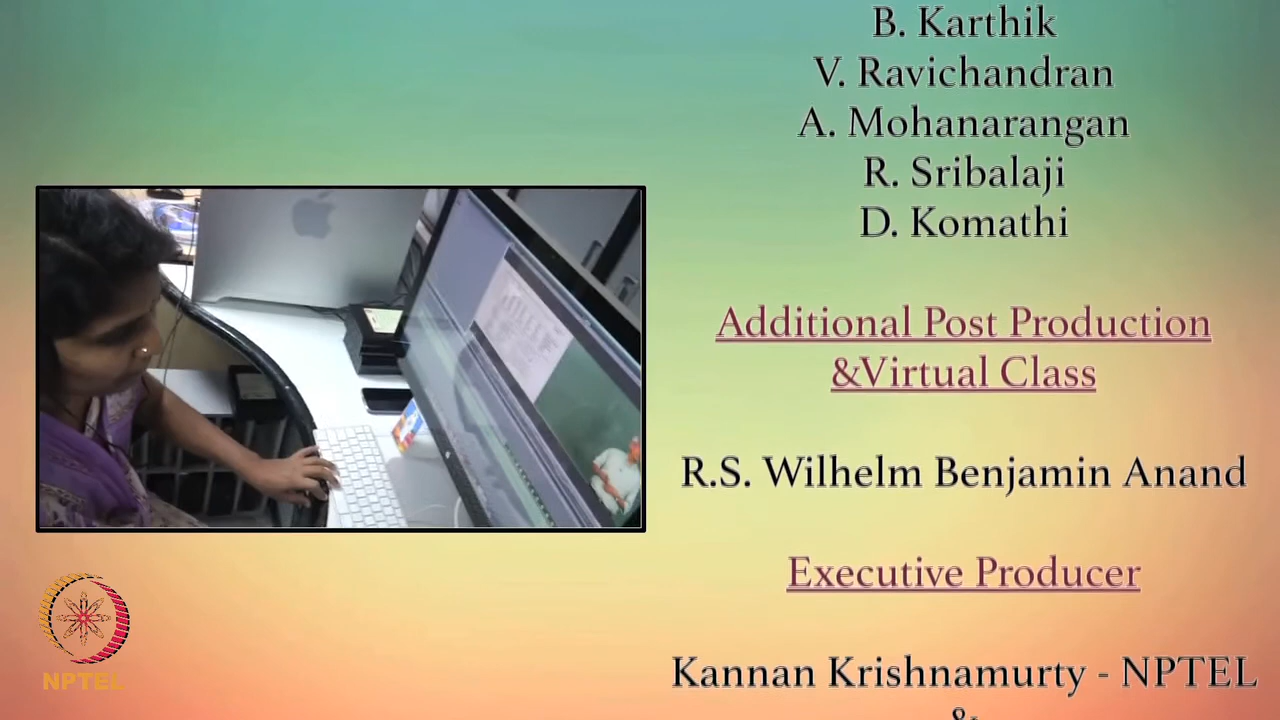 B. Karthik
V. Ravichandran
A. Mohanarangan
R. Sribalaji
D. Komathi
Additional Post Production
&Virtual Class
R.S. Wilhelm Benjamin Anand
Executive Producer
Kannan Krishnamurty - NPTEL
&
NPTEL